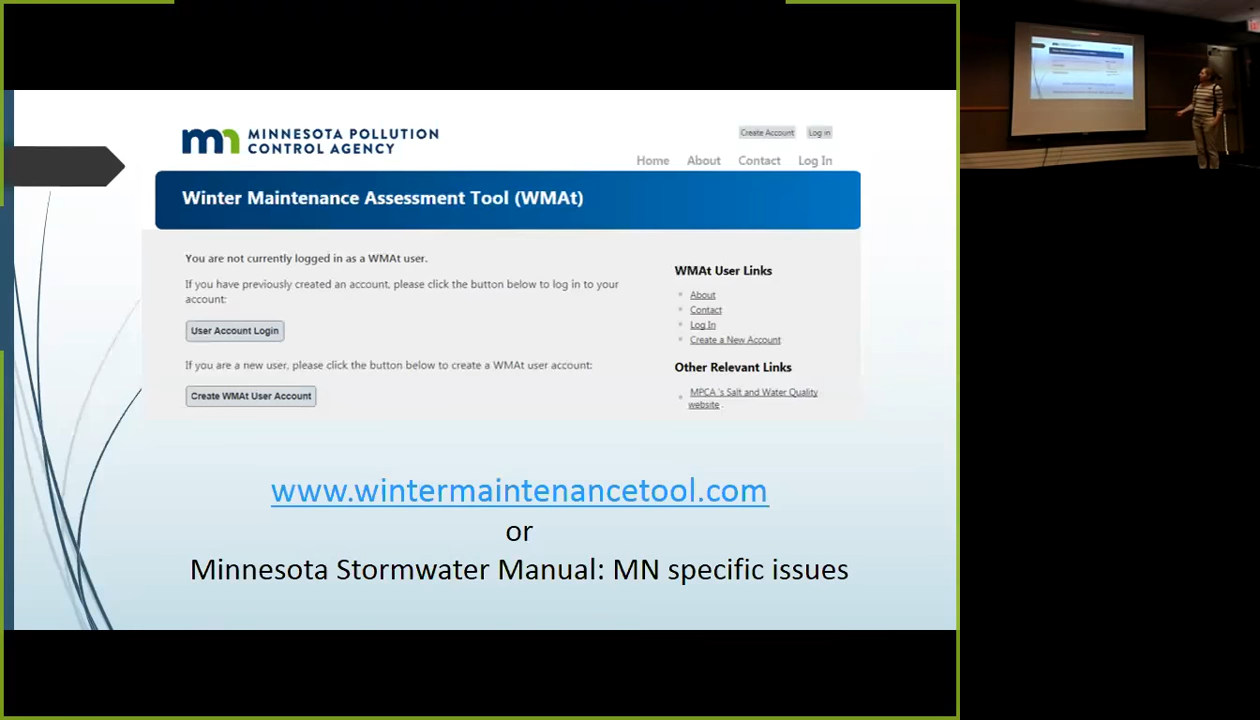 MINNESOTA POLLUTION
CONTROL AGENCY
Create Account
Log in
Home
About
Contact
Log In
Winter Maintenance Assessment Tool (WMAt)
You are not currently logged in as a WMAt user.
If you have previously created an account, please click the button below to log in to your
account:
User Account Login
If you are a new user, please click the button below to create a WMAt user account:
Create WMAt User Account
WMAt User Links
About
Contact
Log In
Create a New Account
Other Relevant Links
MPCA 's Salt and Water Quality
website .
www.wintermaintenancetool.com
or
Minnesota Stormwater Manual: MN specific issues